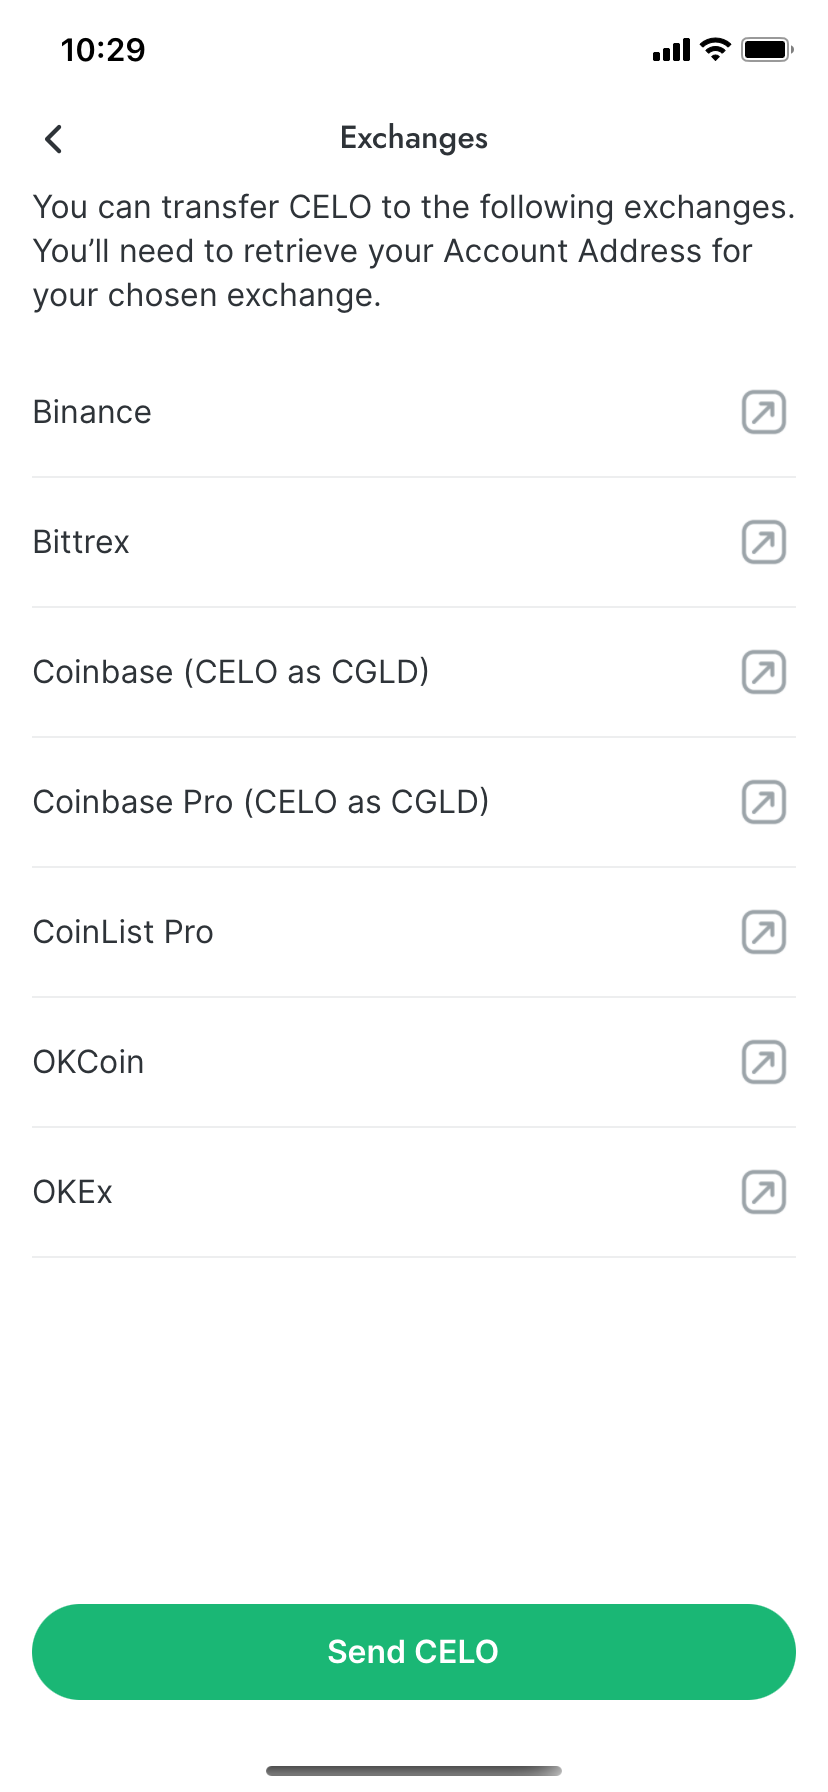 10:29
Exchanges
You can transfer CELO to the following exchanges.
You’ll need to retrieve your Account Address for
your chosen exchange.
Binance
Bittrex
Coinbase (CELO as CGLD)
Coinbase Pro (CELO as CGLD)
CoinList Pro
OKCoin
OKEx
Send CELO